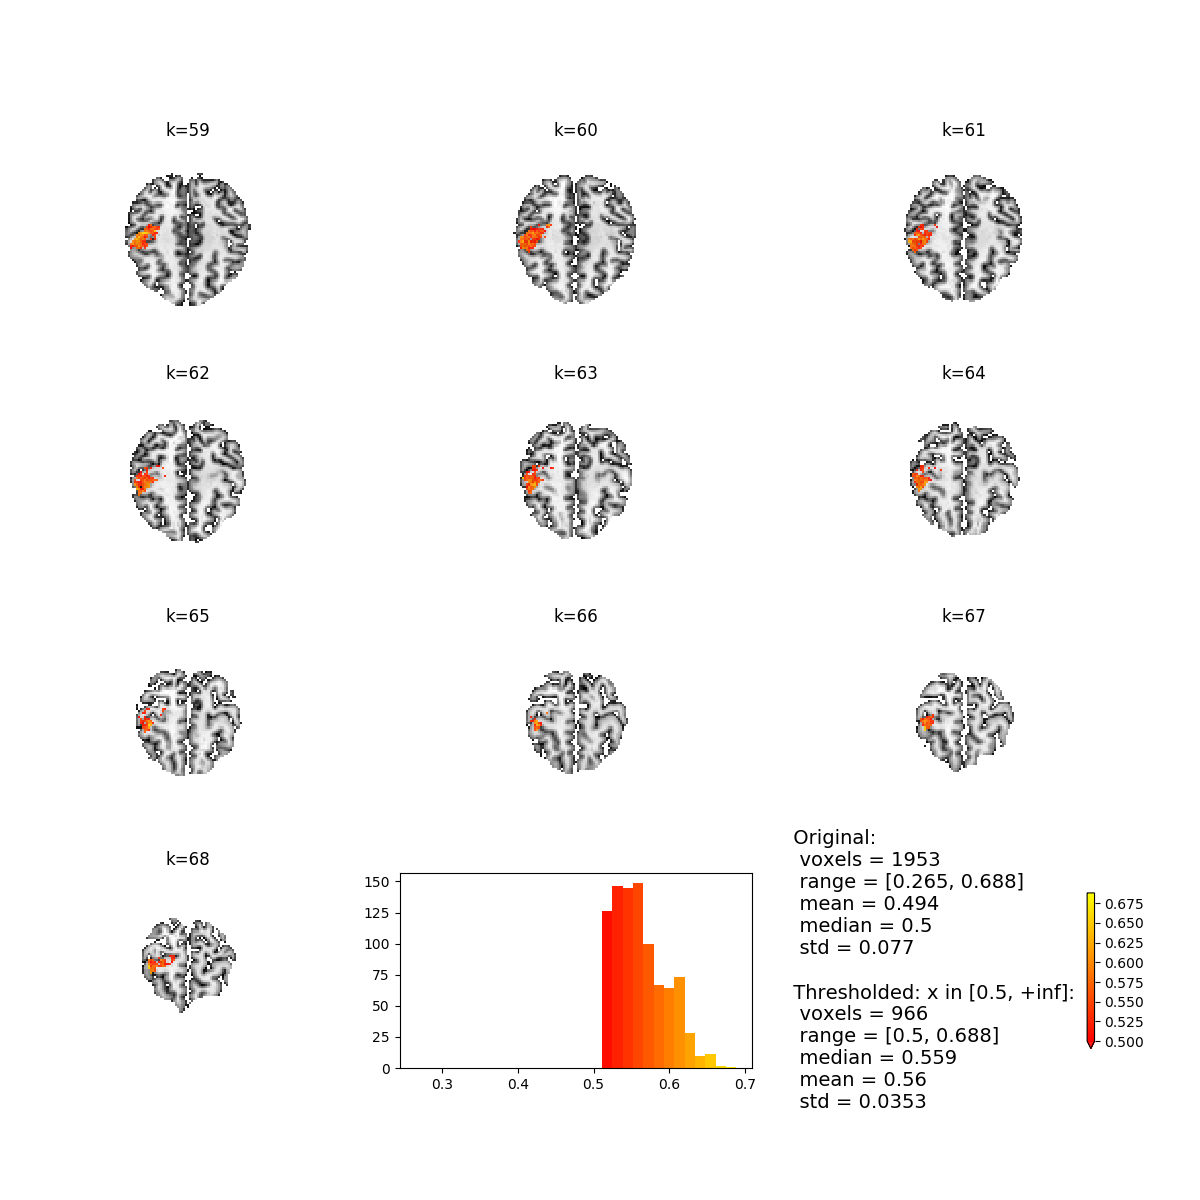 k=59
k=60
k=61
k=62
k=63
k=64
k=65
k=66
k=67
k=68
150
125
100
75
50
25
0
0.3
0.4
0.5
0.6
0.7
Original:
voxels = 1953
range = [0.265, 0.688]
mean = 0.494
median = 0.5
std = 0.077
Thresholded: x in [0.5, +inf]:
voxels = 966
range = [0.5, 0.688]
median = 0.559
mean = 0.56
std = 0.0353
0.675
0.650
0.625
0.600
0.575
0.550
0.525
0.500